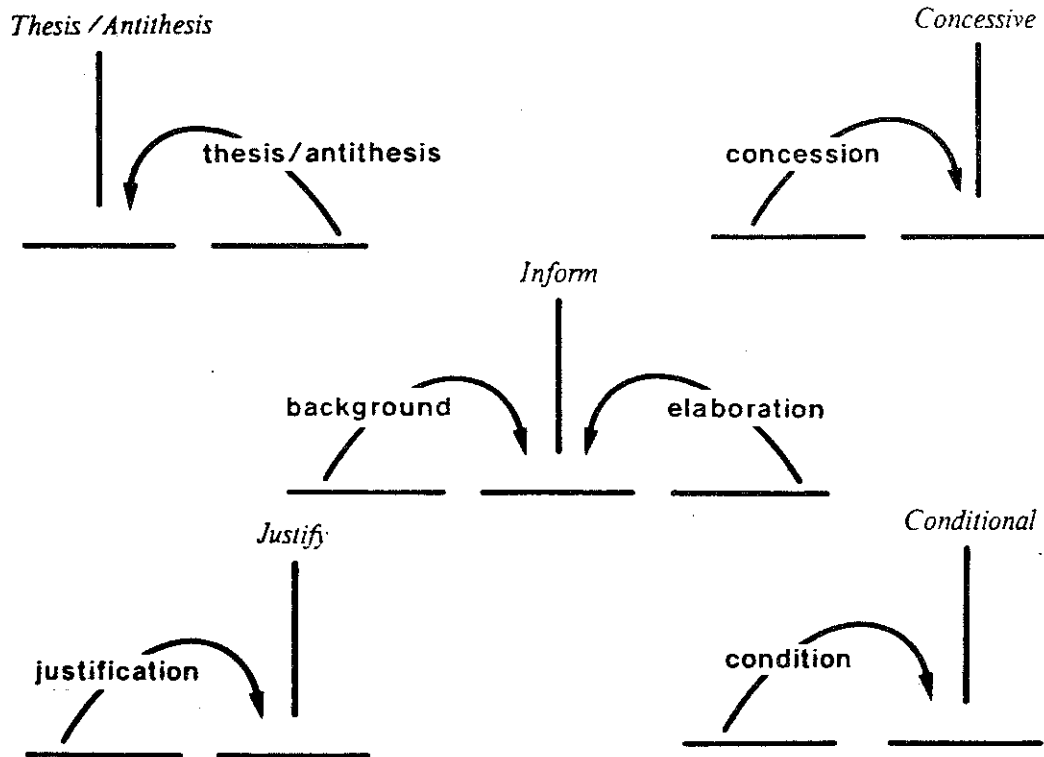 Thesis / Antithesis
Concessive
thesis/antithesis
concession
Inform
background
elaboration
Justify
Conditional
justification
condition